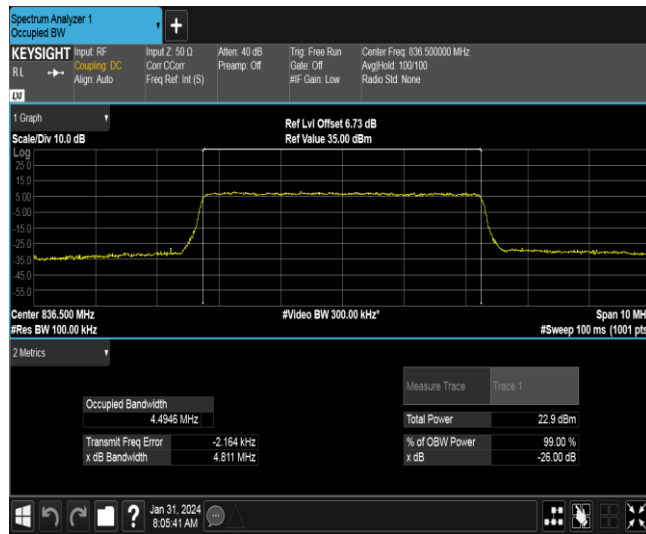 Spectrum Analyzer 1
Occupied BW
+
KEYSIGHT Input: RF Input Z: 50 Ω Atten: 40 dB Trig: Free Run Center Freq: 836.500000 MHz
RL Coupling: DC Corr CCorr Preamp: Off Gate: Off Avg|Hold: 100/100
Align: Auto Freq Ref: Int (S) #IF Gain: Low Radio Std: None
LXI
1 Graph
Ref Lvl Offset 6.73 dB
Scale/Div 10.0 dB Ref Value 35.00 dBm
Log
25.0
15.0
5.00
-5.00
-15.0
-25.0
-35.0
-45.0
-55.0
Center 836.500 MHz #Video BW 300.00 kHz* Span 10 MH
#Res BW 100.00 kHz #Sweep 100 ms (1001 pts
2 Metrics
Measure Trace Trace 1
Occupied Bandwidth
4.4946 MHz
Total Power 22.9 dBm
Transmit Freq Error -2.164 kHz % of OBW Power 99.00 %
x dB Bandwidth 4.811 MHz x dB -26.00 dB
? Jan 31, 2024
8:05:41 AM